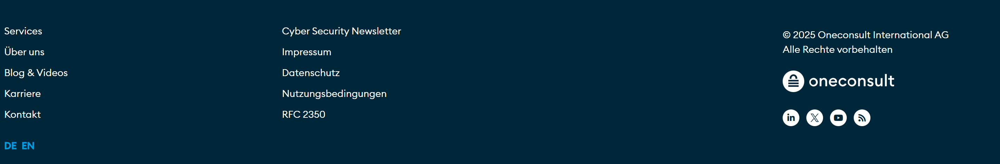 Services
Über uns
Blog & Videos
Karriere
Kontakt
DE EN
Cyber Security Newsletter
Impressum
Datenschutz
Nutzungsbedingungen
RFC 2350
© 2025 Oneconsult International AG
Alle Rechte vorbehalten
oneconsult
in